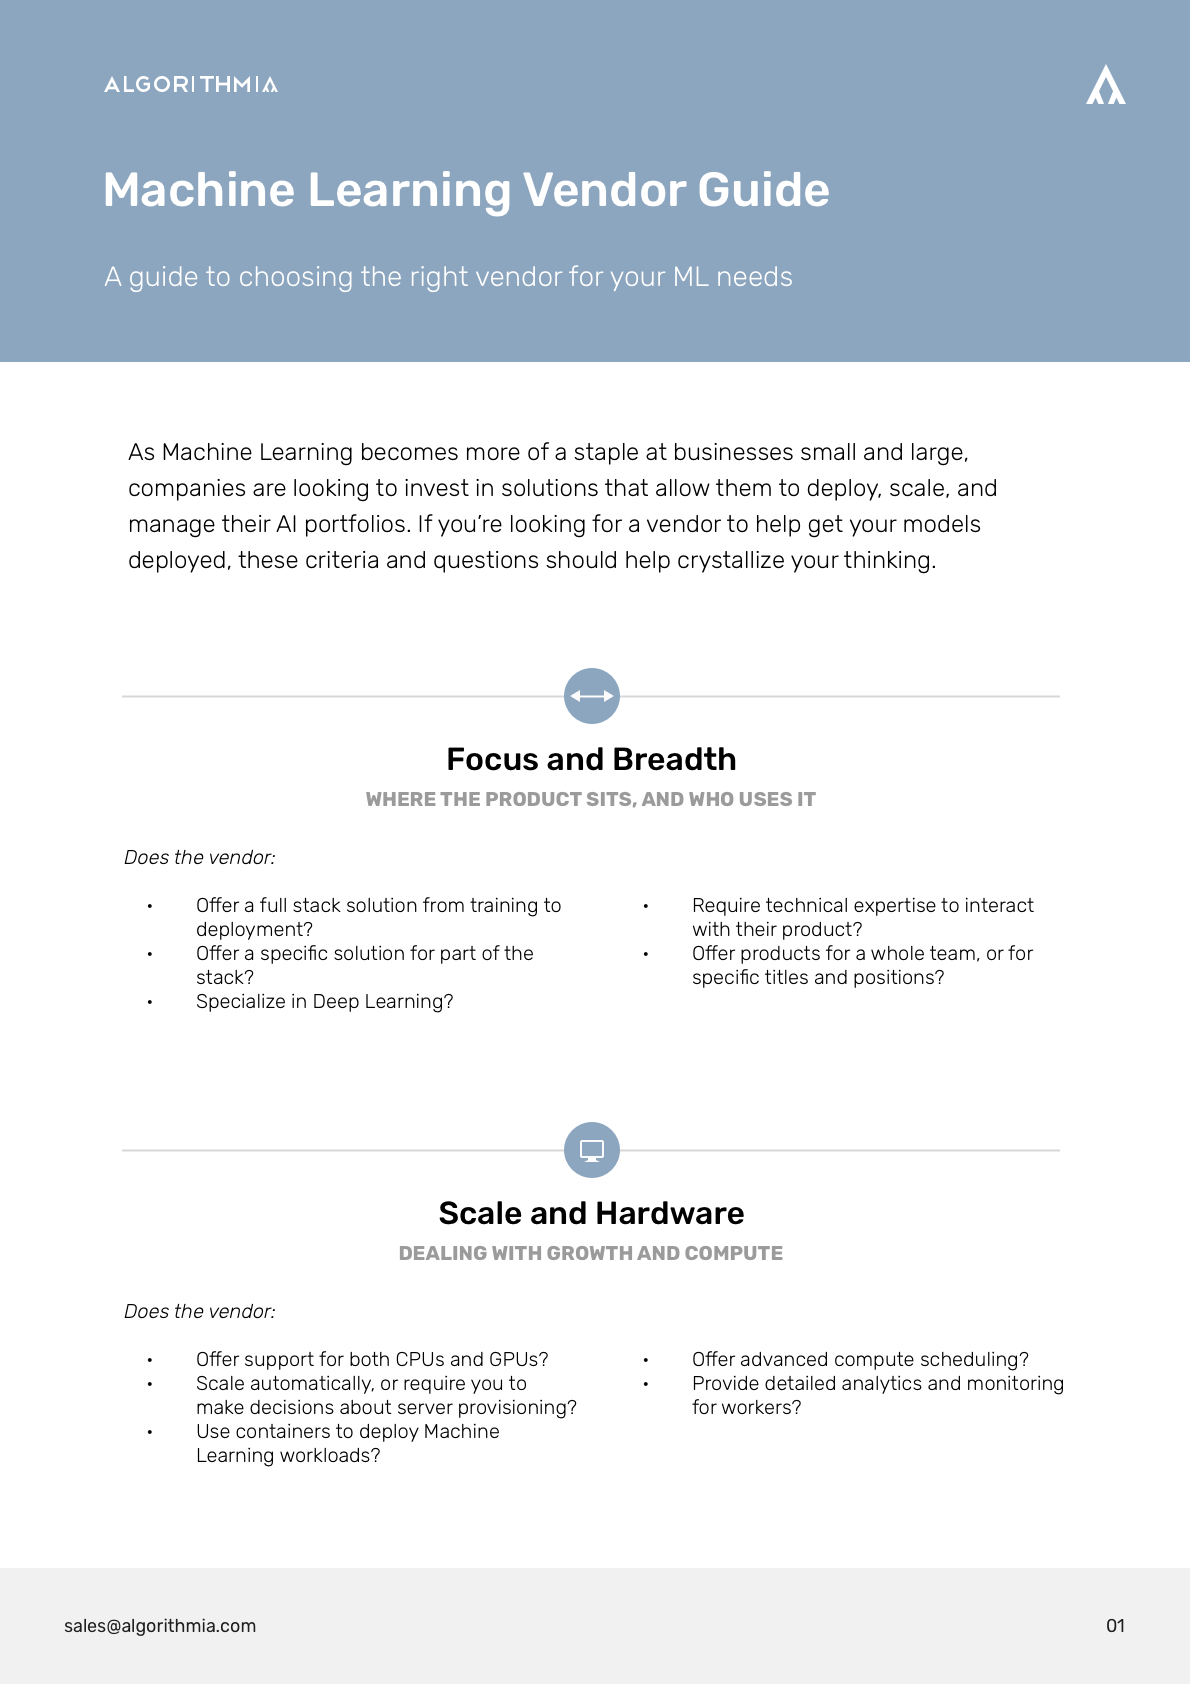 ALGORITHMIA
Machine Learning Vendor Guide
A guide to choosing the right vendor for your ML needs
As Machine Learning becomes more of a staple at businesses small and large,
companies are looking to invest in solutions that allow them to deploy, scale, and
manage their AI portfolios. If you’re looking for a vendor to help get your models
deployed, these criteria and questions should help crystallize your thinking.
Focus and Breadth
WHERE THE PRODUCT SITS, AND WHO USES IT
Does the vendor:
• Offer a full stack solution from training to
deployment?
• Offer a specific solution for part of the
stack?
• Specialize in Deep Learning?
• Require technical expertise to interact
with their product?
• Offer products for a whole team, or for
specific titles and positions?
Scale and Hardware
DEALING WITH GROWTH AND COMPUTE
Does the vendor:
• Offer support for both CPUs and GPUs?
• Scale automatically, or require you to
make decisions about server provisioning?
• Use containers to deploy Machine
Learning workloads?
• Offer advanced compute scheduling?
• Provide detailed analytics and monitoring
for workers?
sales@algorithmia.com
01